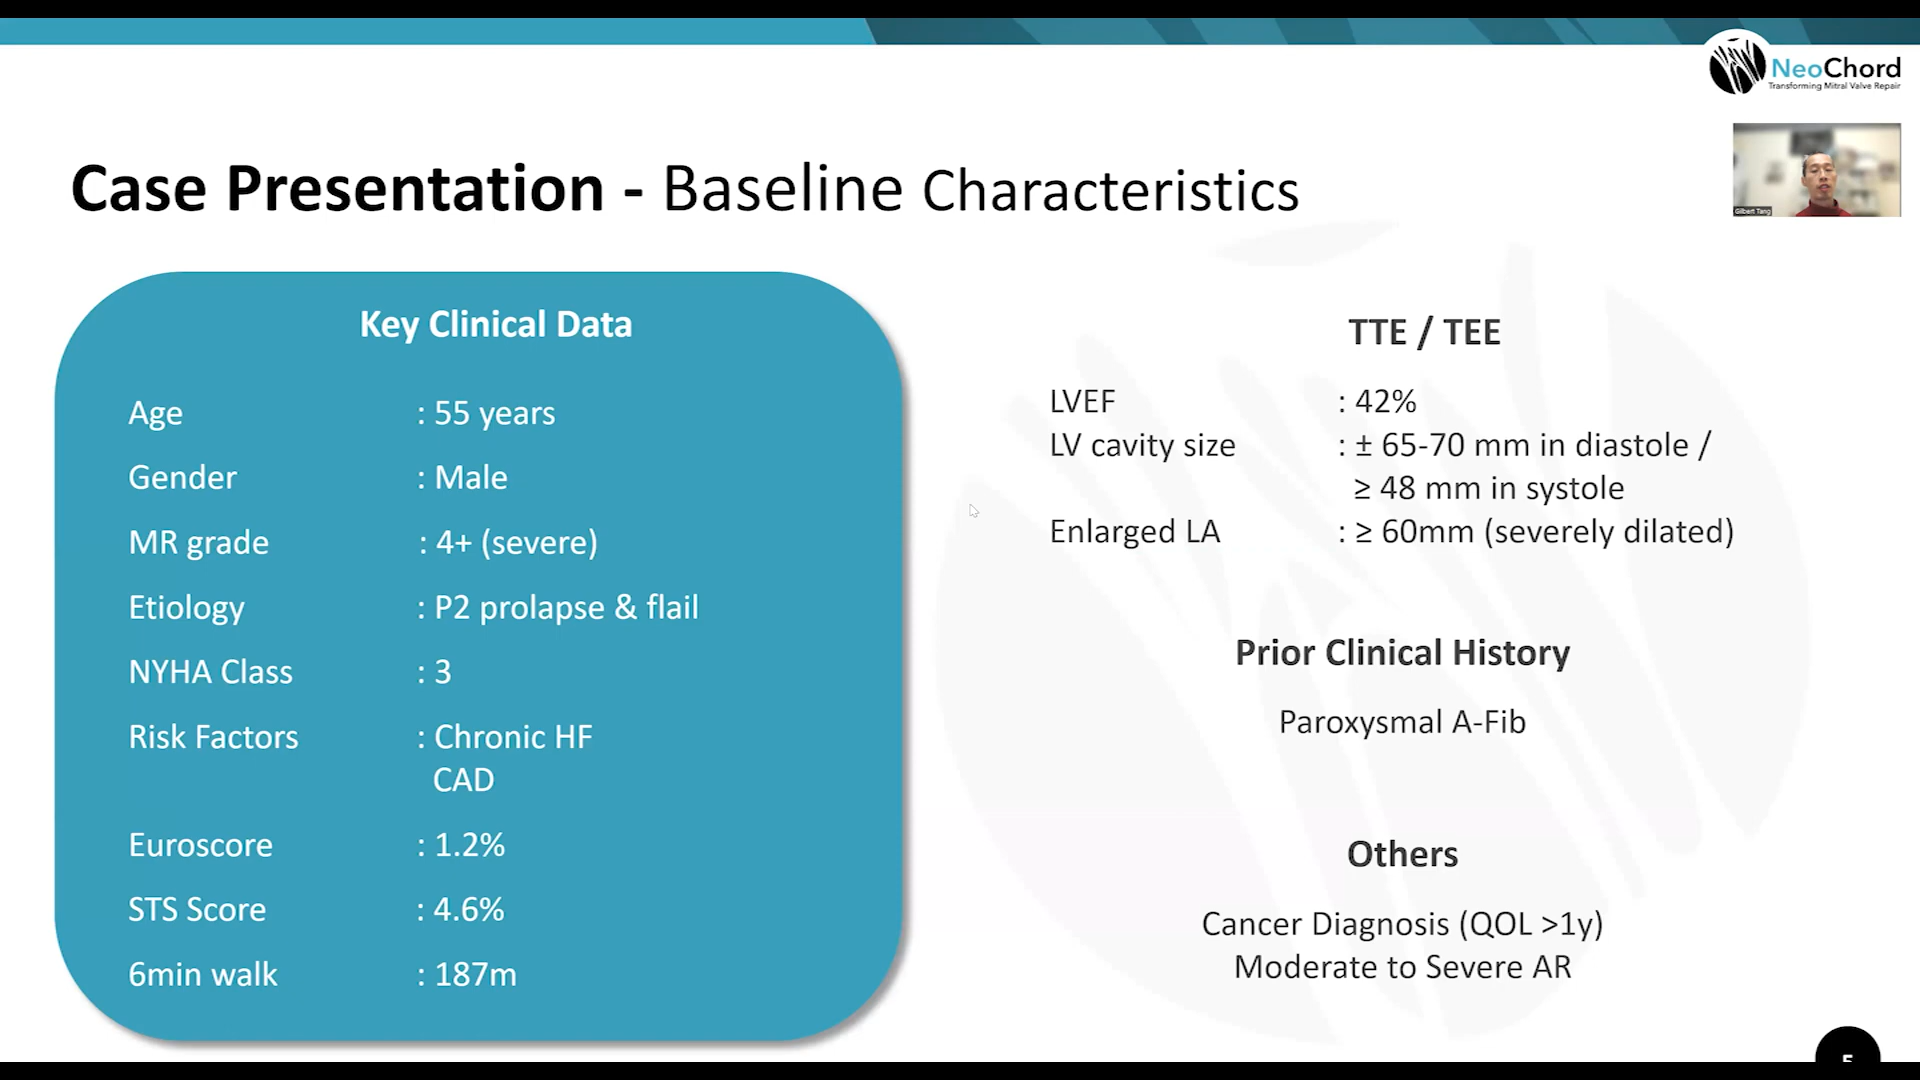 NeoChord
Transforming Mitral Valve Repair
Gilbert Tang
Case Presentation - Baseline Characteristics
Key Clinical Data
Age : 55 years
Gender : Male
MR grade : 4+ (severe)
Etiology : P2 prolapse & flail
NYHA Class : 3
Risk Factors : Chronic HF
CAD
Euroscore : 1.2%
STS Score : 4.6%
6min walk : 187m
TTE / TEE
LVEF : 42%
LV cavity size : ± 65-70 mm in diastole /
≥ 48 mm in systole
Enlarged LA : ≥ 60mm (severely dilated)
Prior Clinical History
Paroxysmal A-Fib
Others
Cancer Diagnosis (QOL >1y)
Moderate to Severe AR
5